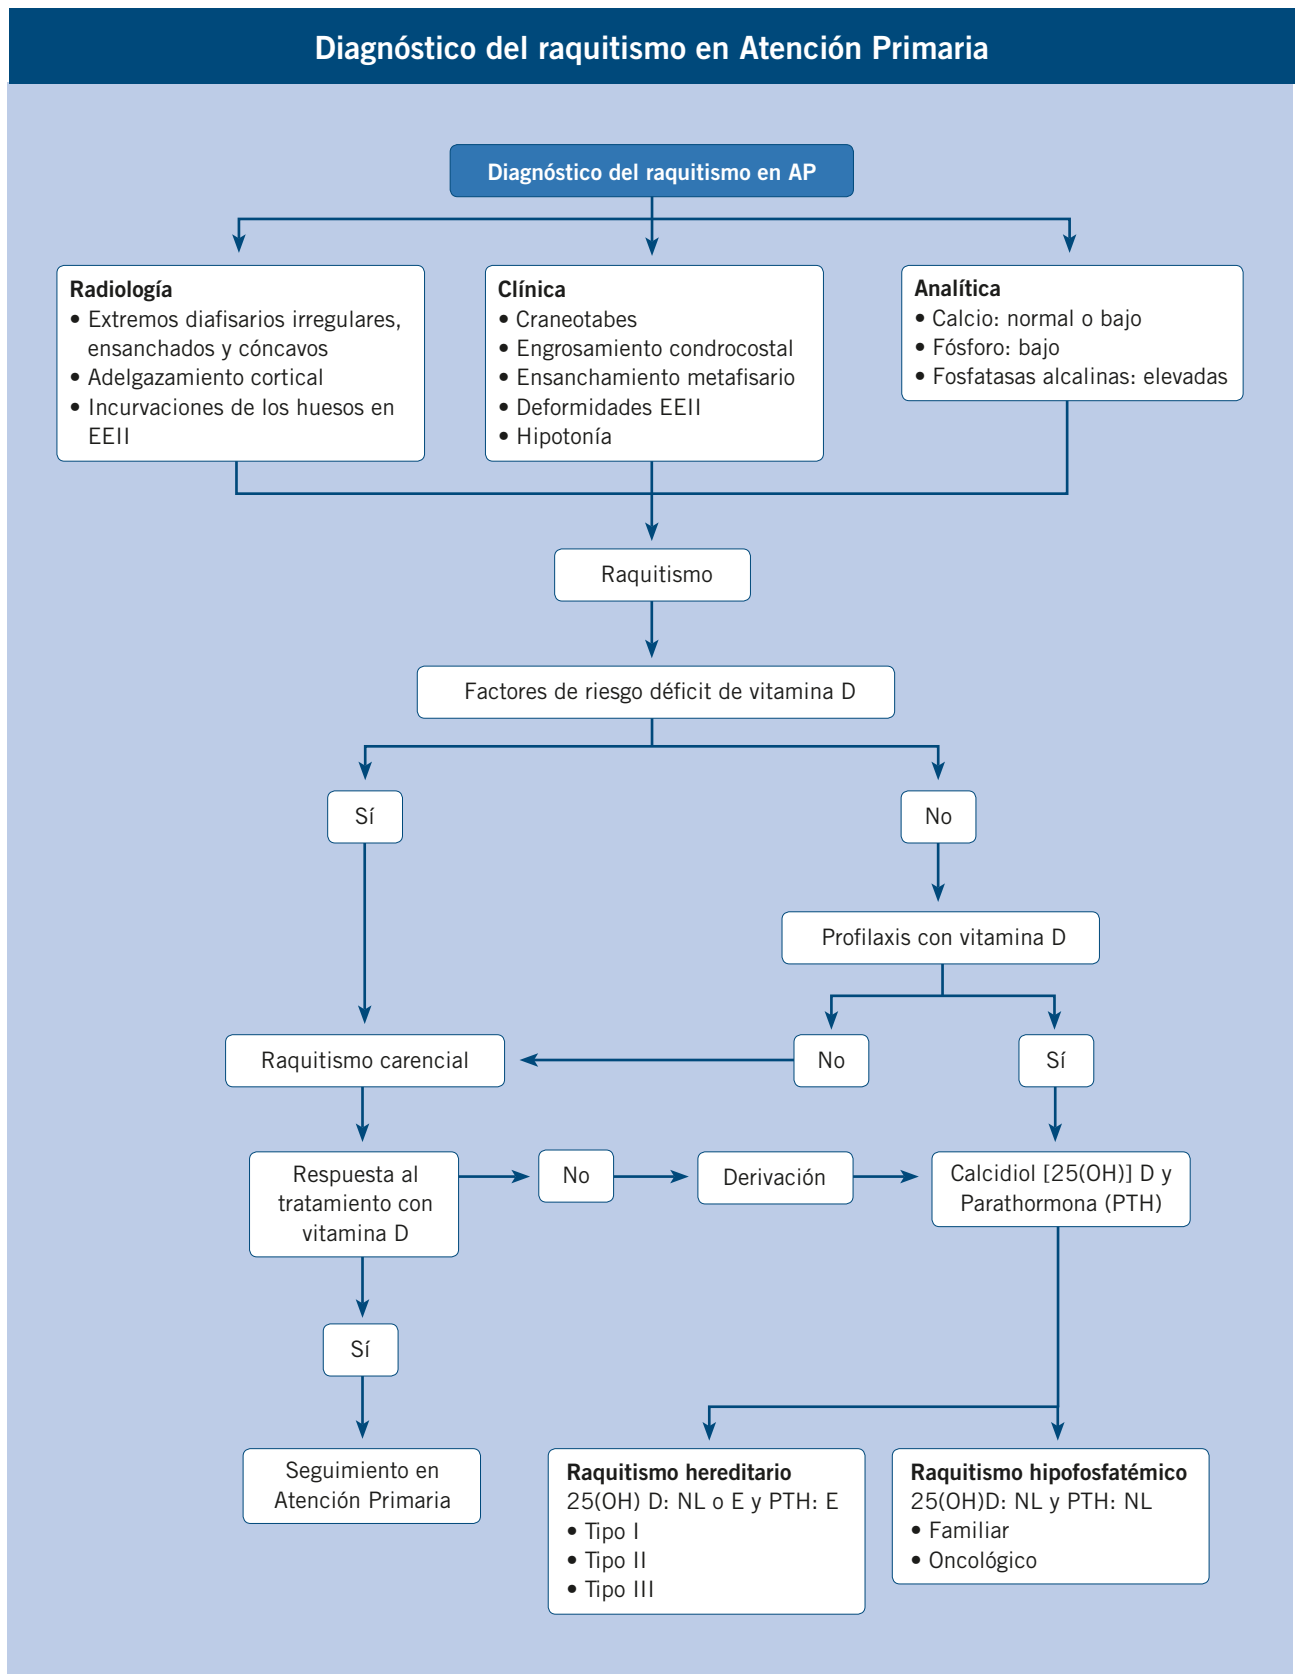 Diagnóstico del raquitismo en Atención Primaria
Diagnóstico del raquitismo en AP
Radiología
• Extremos diafisarios irregulares,
ensanchados y cóncavos
• Adelgazamiento cortical
• Incurvaciones de los huesos en
EEII
Clínica
• Craneotabes
• Engrosamiento condrocostal
• Ensanchamiento metafisario
• Deformidades EEII
• Hipotonía
Analítica
• Calcio: normal o bajo
• Fósforo: bajo
• Fosfatasas alcalinas: elevadas
Raquitismo
Factores de riesgo déficit de vitamina D
Sí
No
Profilaxis con vitamina D
Raquitismo carencial
No
Sí
Respuesta al
tratamiento con
vitamina D
No
Derivación
Calcidiol [25(OH)] D y
Parathormona (PTH)
Sí
Seguimiento en
Atención Primaria
Raquitismo hereditario
25(OH) D: NL o E y PTH: E
• Tipo I
• Tipo II
• Tipo III
Raquitismo hipofosfatémico
25(OH)D: NL y PTH: NL
• Familiar
• Oncológico